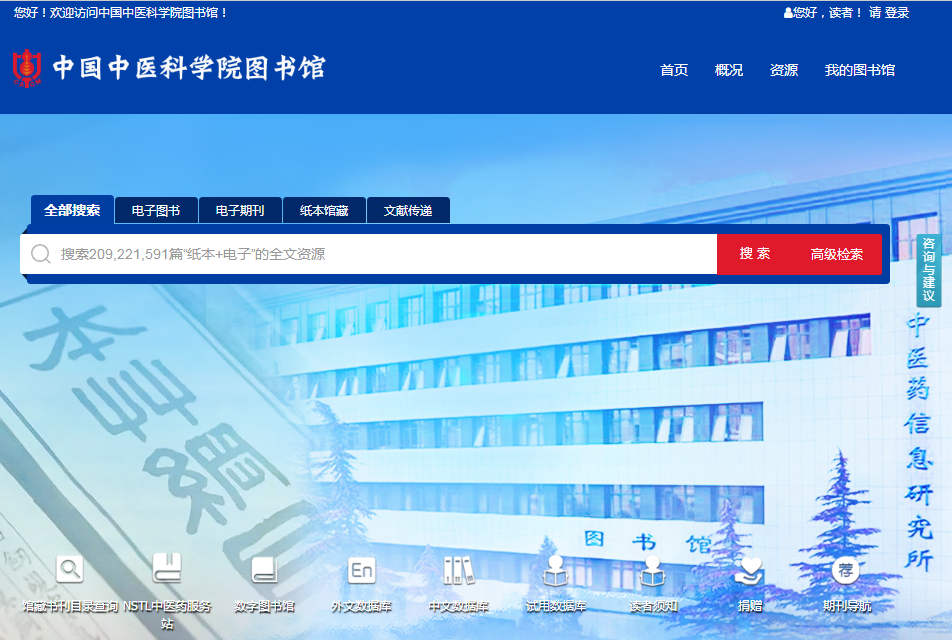 您好！欢迎访问中国中医科学院图书馆！
您好，读者！ 请 登录
中国中医科学院图书馆
首页 概况 资源 我的图书馆
全部搜索 电子图书 电子期刊 纸本馆藏 文献传递
搜索209,221,591篇“纸本+电子”的全文资源
搜 索 高级检索
咨询与建议
中医药信息研究所
图 书 馆
En
荐
馆藏书刊目录查询
NSTL中医药服务
站
数字图书馆
外文数据库
中文数据库
试用数据库
读者须知
捐赠
期刊导航